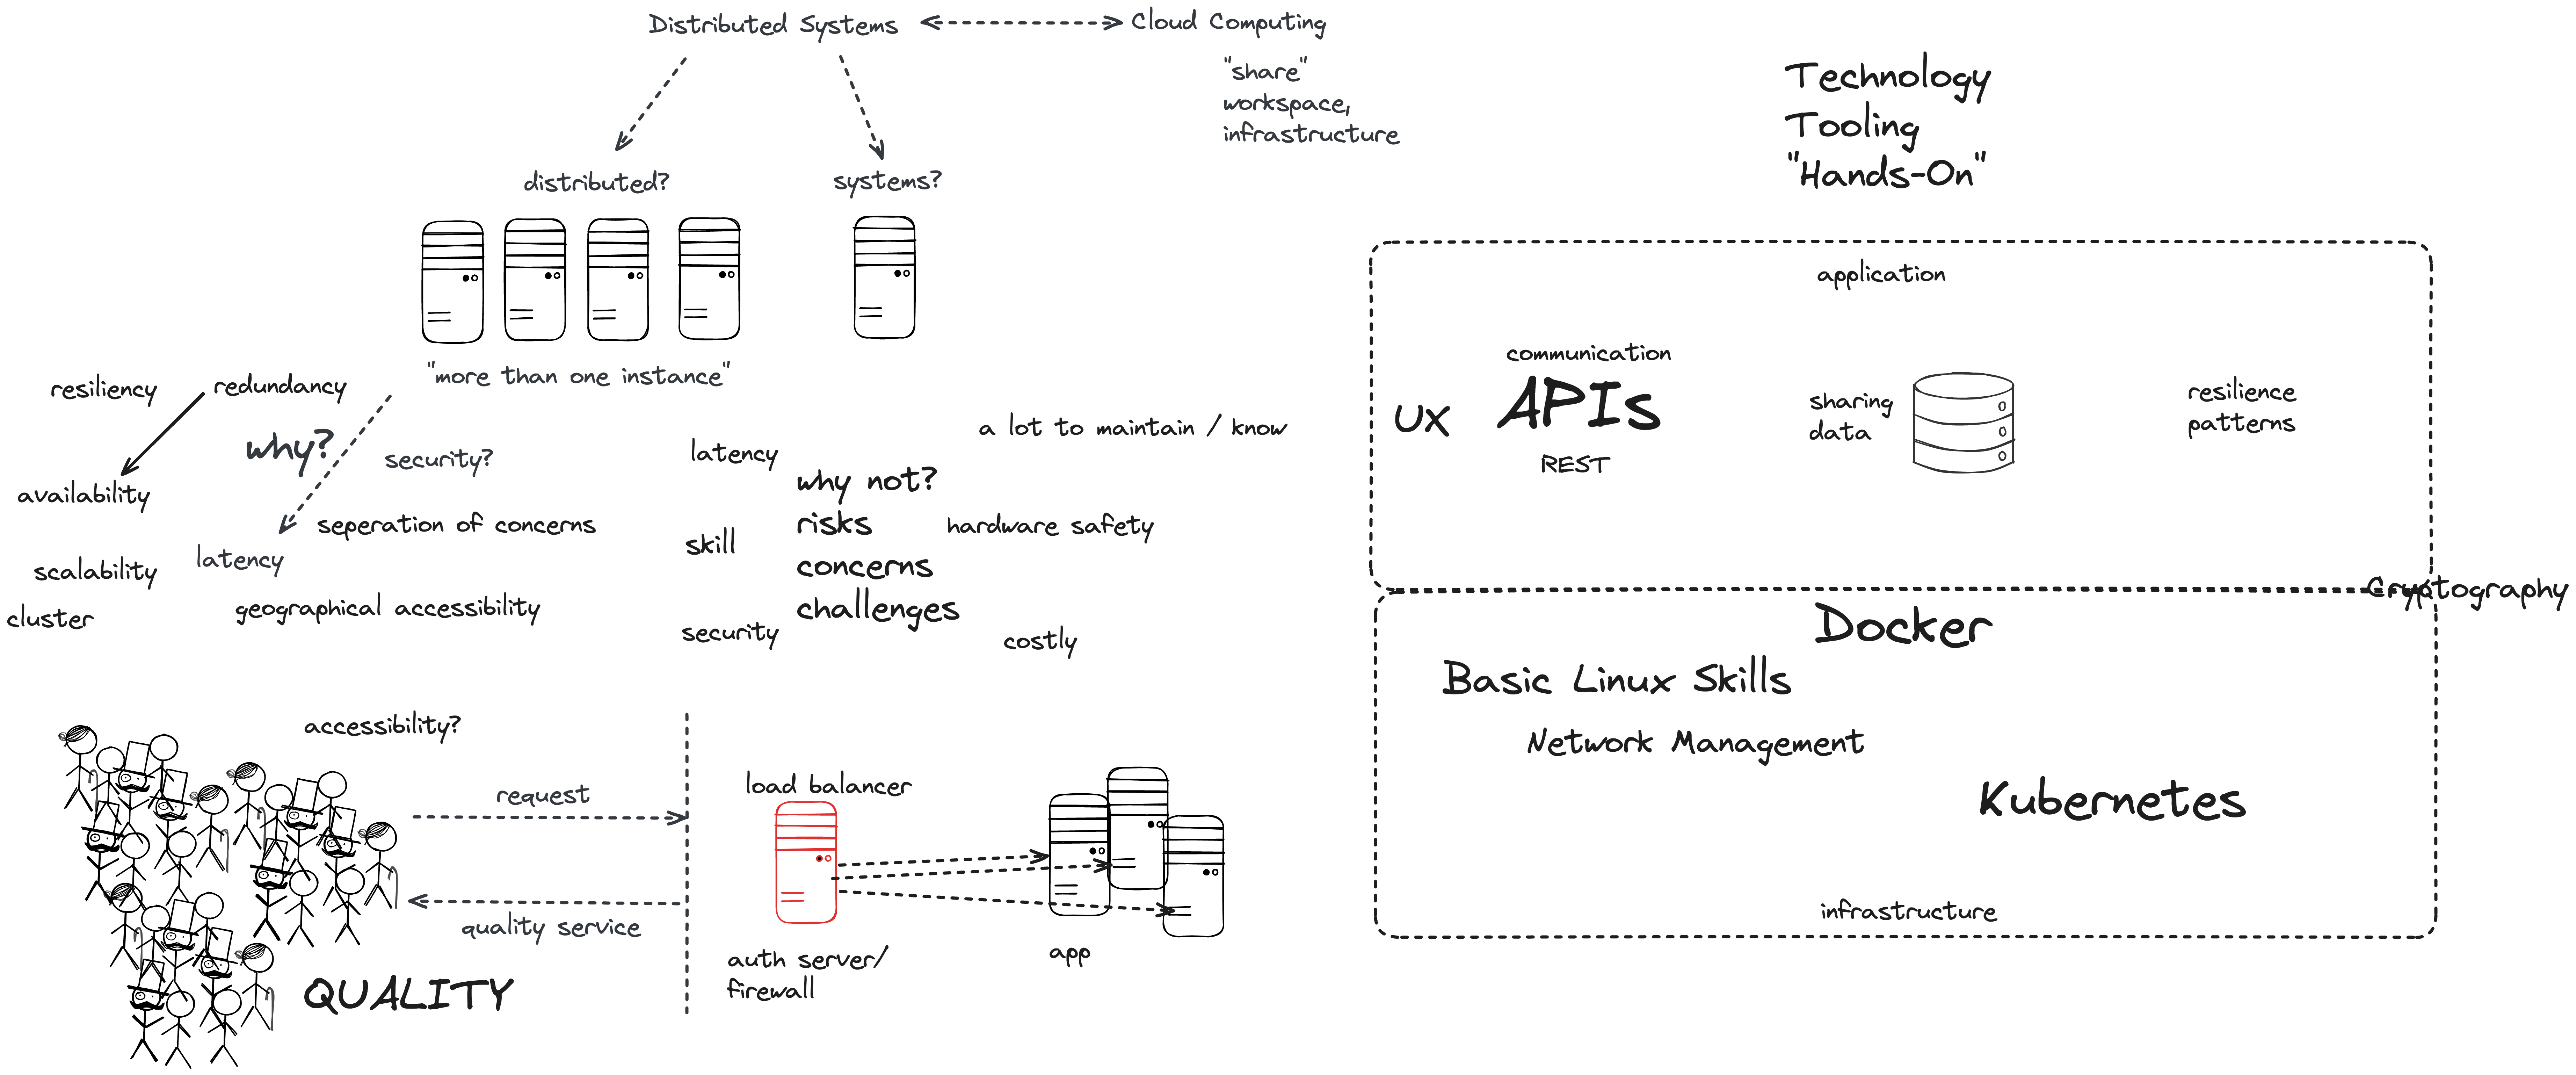 Distributed Systems
Cloud Computing
"share"
workspace,
infrastructure
distributed?
systems?
"more than one instance"
resiliency
redundancy
why?
security?
availability
seperation of concerns
latency
scalability
geographical accessibility
cluster
latency
a lot to maintain / know
why not?
risks
hardware safety
skill
concerns
challenges
security
costly
accessibility?
request
quality service
QUALITY
load balancer
auth server/
firewall
app
Technology
Tooling
"Hands-On"
application
communication
UX
APIs
REST
sharing
data
resilience
patterns
Cryptography
Docker
Basic Linux Skills
Network Management
Kubernetes
infrastructure